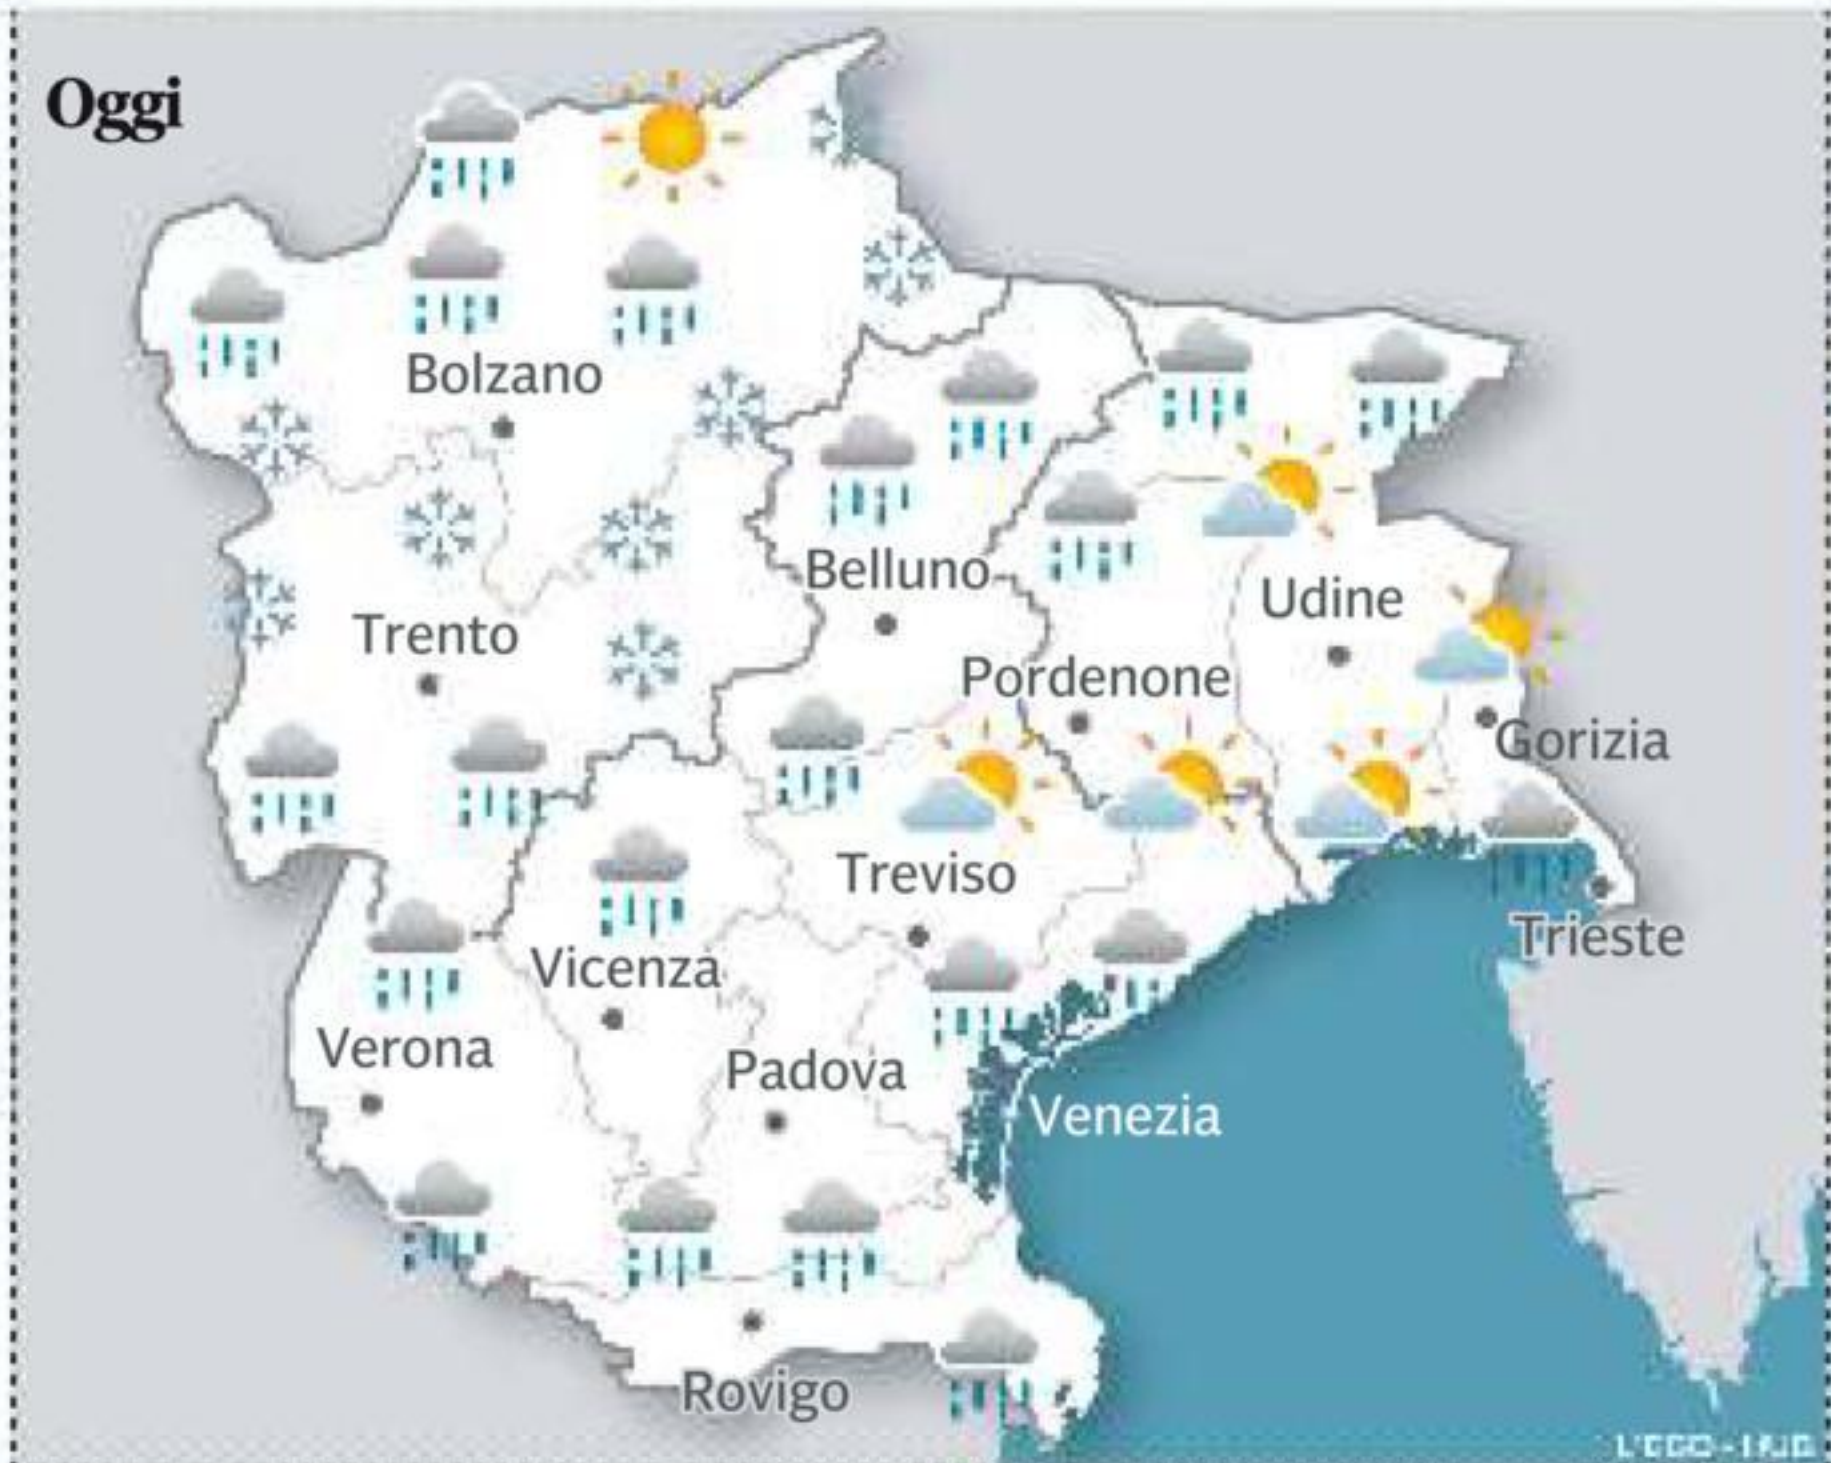 Oggi
Bolzano
Belluno
Udine
Trento
Pordenone
Gorizia
Treviso
Trieste
Vicenza
Verona
Padova
Venezia
Rovigo